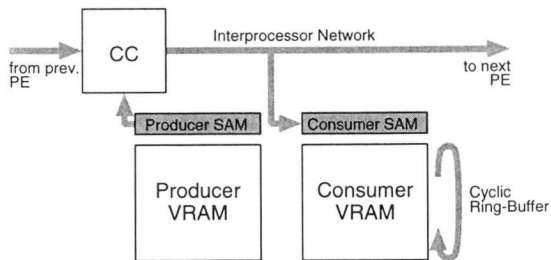 Interprocessor Network
CC
from prev.
PE
to next
PE
Producer SAM
Consumer SAM
Producer
VRAM
Consumer
VRAM
Cyclic
Ring-Buffer